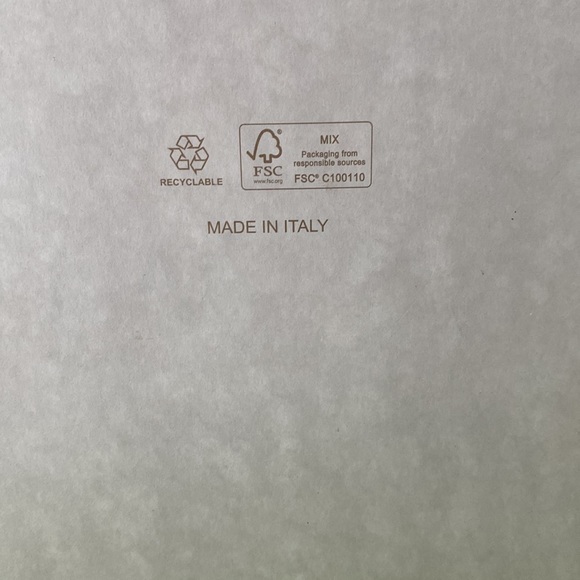 RECYCLABLE
FSC®
www.fsc.org
MIX
Packaging from
responsible sources
FSC® C100110
MADE IN ITALY